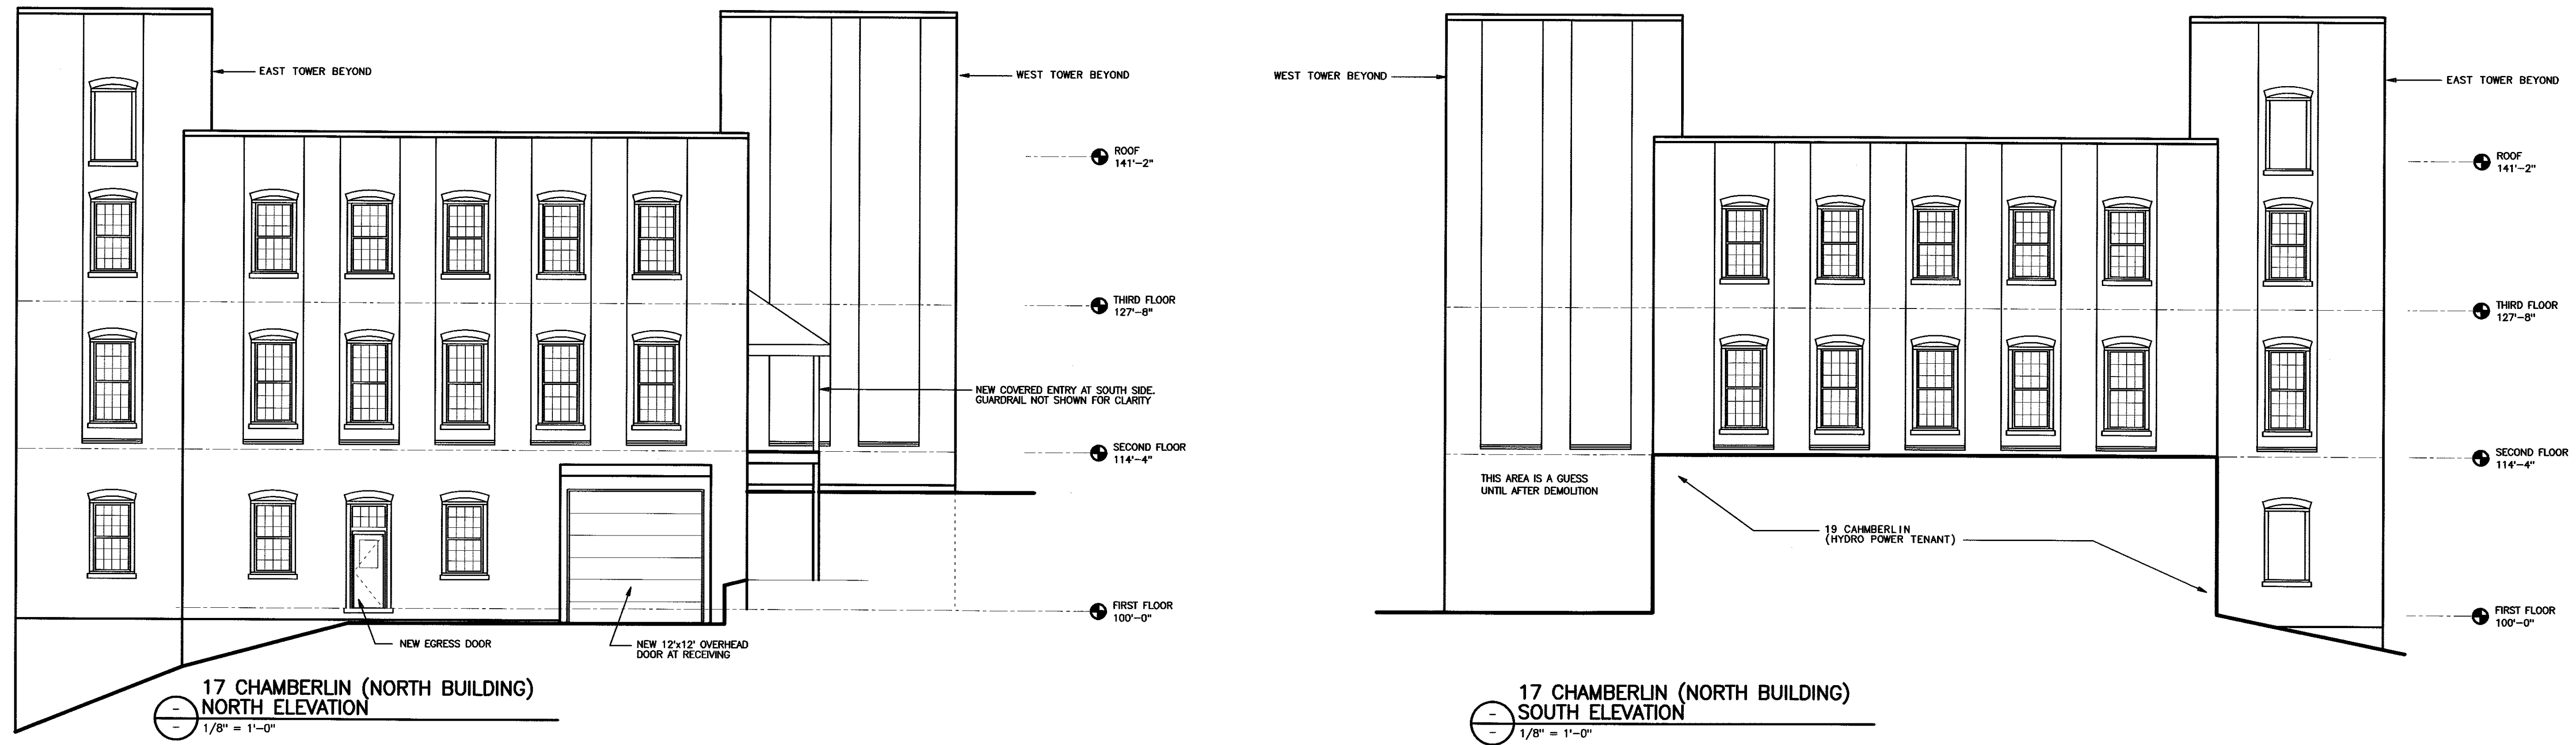 EAST TOWER BEYOND
WEST TOWER BEYOND
ROOF
141'-2"
THIRD FLOOR
127'-8"
NEW COVERED ENTRY AT SOUTH SIDE.
GUARDRAIL NOT SHOWN FOR CLARITY
SECOND FLOOR
114'-4"
FIRST FLOOR
100'-0"
NEW EGRESS DOOR
NEW 12'x12' OVERHEAD
DOOR AT RECEIVING
17 CHAMBERLIN (NORTH BUILDING)
NORTH ELEVATION
1/8" = 1'-0"
WEST TOWER BEYOND
EAST TOWER BEYOND
ROOF
141'-2"
THIRD FLOOR
127'-8"
SECOND FLOOR
114'-4"
THIS AREA IS A GUESS
UNTIL AFTER DEMOLITION
19 CAHMBERLIN
(HYDRO POWER TENANT)
FIRST FLOOR
100'-0"
17 CHAMBERLIN (NORTH BUILDING)
SOUTH ELEVATION
1/8" = 1'-0"